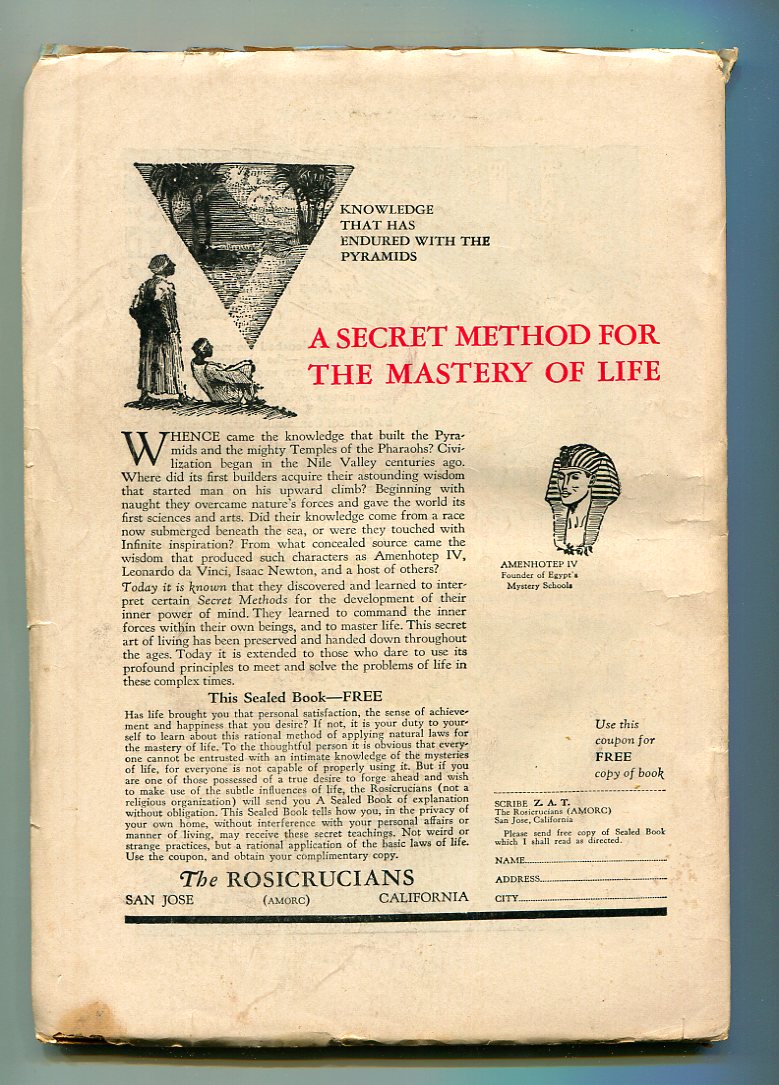 KNOWLEDGE
THAT HAS
ENDURED WITH THE
PYRAMIDS
A SECRET METHOD FOR
THE MASTERY OF LIFE
WHENCE came the knowledge that built the Pyra-
mids and the mighty Temples of the Pharaohs? Civi-
lization began in the Nile Valley centuries ago.
Where did its first builders acquire their astounding wisdom
that started man on his upward climb? Beginning with
naught they overcame nature's forces and gave the world its
first sciences and arts. Did their knowledge come from a race
now submerged beneath the sea, or were they touched with
Infinite inspiration? From what concealed source came the
wisdom that produced such characters as Amenhotep IV,
Leonardo da Vinci, Isaac Newton, and a host of others?
Today it is known that they discovered and learned to inter-
pret certain Secret Methods for the development of their
inner power of mind. They learned to command the inner
forces within their own beings, and to master life. This secret
art of living has been preserved and handed down throughout
the ages. Today it is extended to those who dare to use its
profound principles to meet and solve the problems of life in
these complex times.
This Sealed Book—FREE
Has life brought you that personal satisfaction, the sense of achieve-
ment and happiness that you desire? If not, it is your duty to your-
self to learn about this rational method of applying natural laws for
the mastery of life. To the thoughtful person it is obvious that every-
one cannot be entrusted with an intimate knowledge of the mysteries
of life, for everyone is not capable of properly using it. But if you
are one of those possessed of a true desire to forge ahead and wish
to make use of the subtle influences of life, the Rosicrucians (not a
religious organization) will send you A Sealed Book of explanation
without obligation. This Sealed Book tells how you, in the privacy of
your own home, without interference with your personal affairs or
manner of living, may receive these secret teachings. Not weird or
strange practices, but a rational application of the basic laws of life.
Use the coupon, and obtain your complimentary copy.
The ROSICRUCIANS
SAN JOSE (AMORC) CALIFORNIA
AMENHOTEP IV
Founder of Egypt's
Mystery Schools
Use this
coupon for
FREE
copy of book
SCRIBE Z. A. T.
The Rosicrucians (AMORC)
San Jose, California
Please send free copy of Sealed Book
which I shall read as directed.
NAME
ADDRESS
CITY